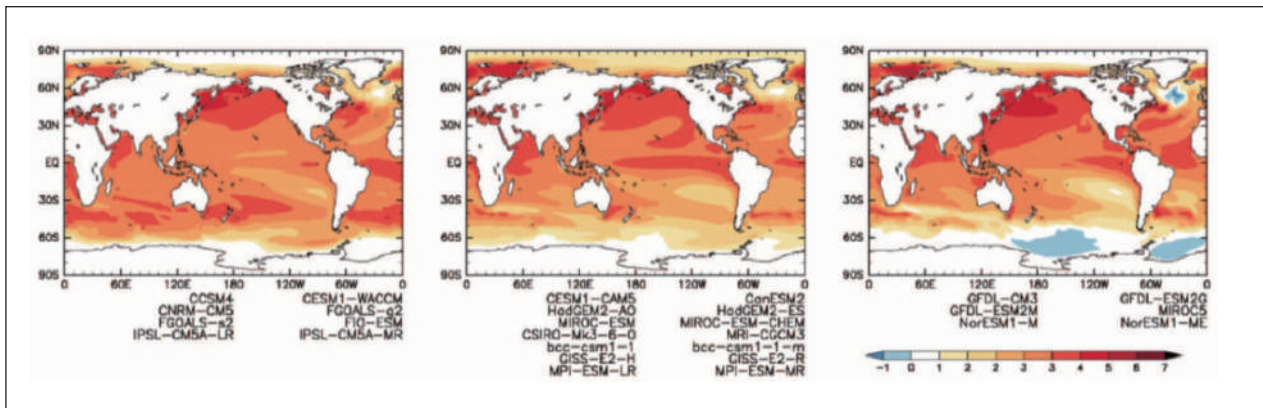 90N 90N 90N
60N 60N 60N
30N 30N 30N
EQ EQ EQ
30S 30S 30S
60S 60S 60S
90S 90S 90S
0 60E 120E 180 120W 60W 0 0 60E 120E 180 120W 60W 0 0 60E 120E 180 120W 60W 0
CCSM4 CESM1-WACCM
CNRM-CM5 FGOALS-g2
FGOALS-s2 FIO-ESM
IPSL-CM5A-LR IPSL-CM5A-MR
CESM1-CAM5 CanESM2
HadGEM2-AO HadGEM2-ES
MIROC-ESM MIROC-ESM-CHEM
CSIRO-Mk3-6-0 MRI-CGCM3
bcc-csm1-1 bcc-csm1-1-m
GISS-E2-H GISS-E2-R
MPI-ESM-LR MPI-ESM-MR
GFDL-CM3 GFDL-ESM2G
GFDL-ESM2M MIROC5
NorESM1-M NorESM1-ME
-1 0 1 2 2 3 4 5 6 7